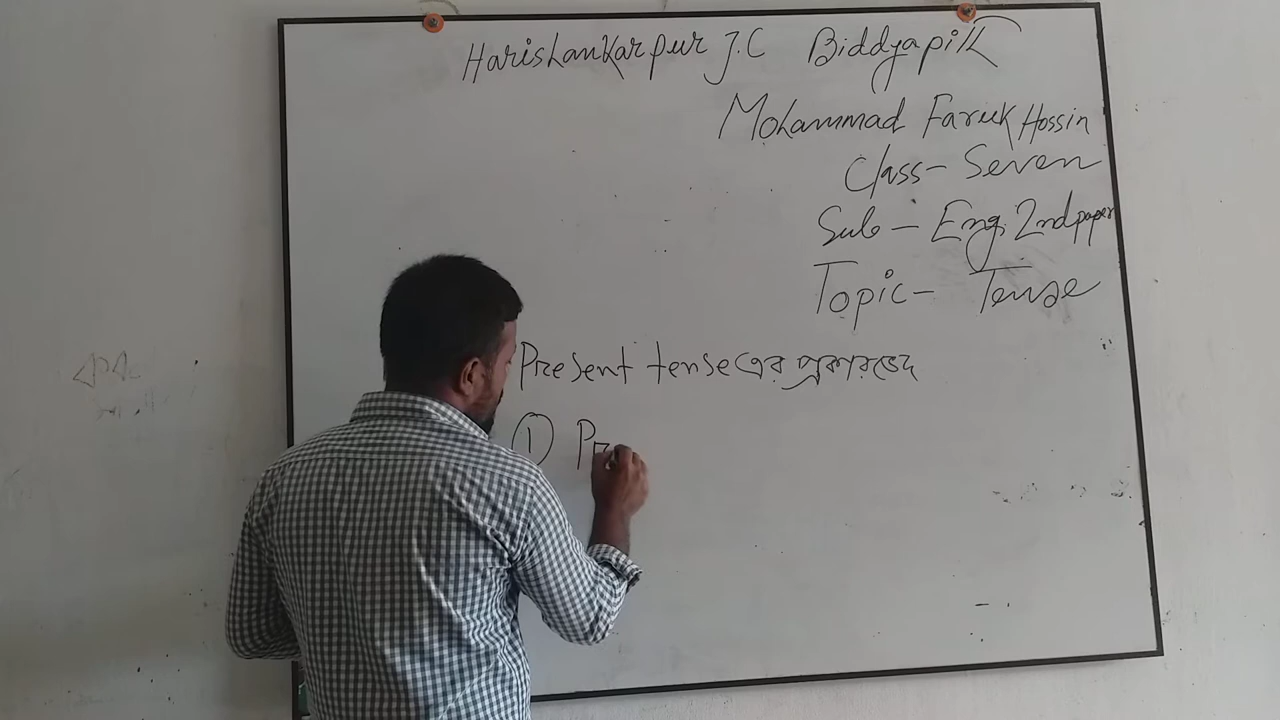 Harishankarpur J.C Biddyapith
Mohammad Faruk Hossin
Class- Seven
Sub - Eng. 2nd paper
Topic- Tense
Present tense এর প্রকারভেদ
① Pre